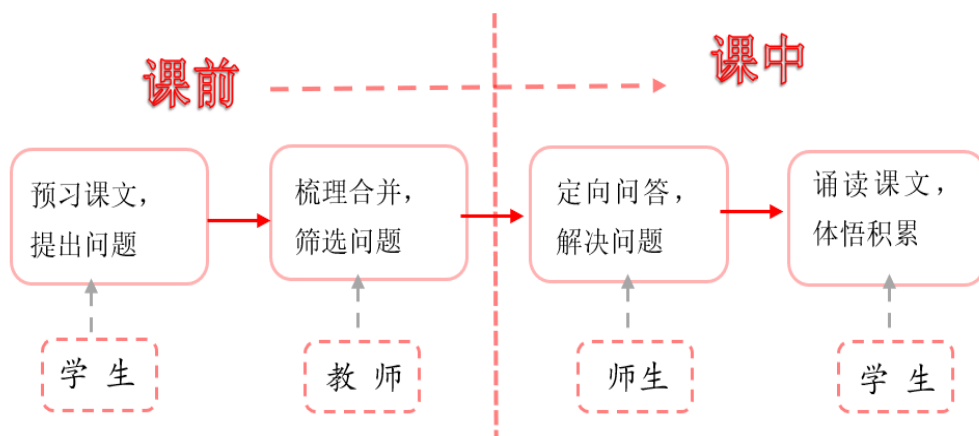 课前
课中
预习课文，
提出问题
梳理合并，
筛选问题
定向问答，
解决问题
诵读课文，
体悟积累
学 生
教 师
师生
学 生